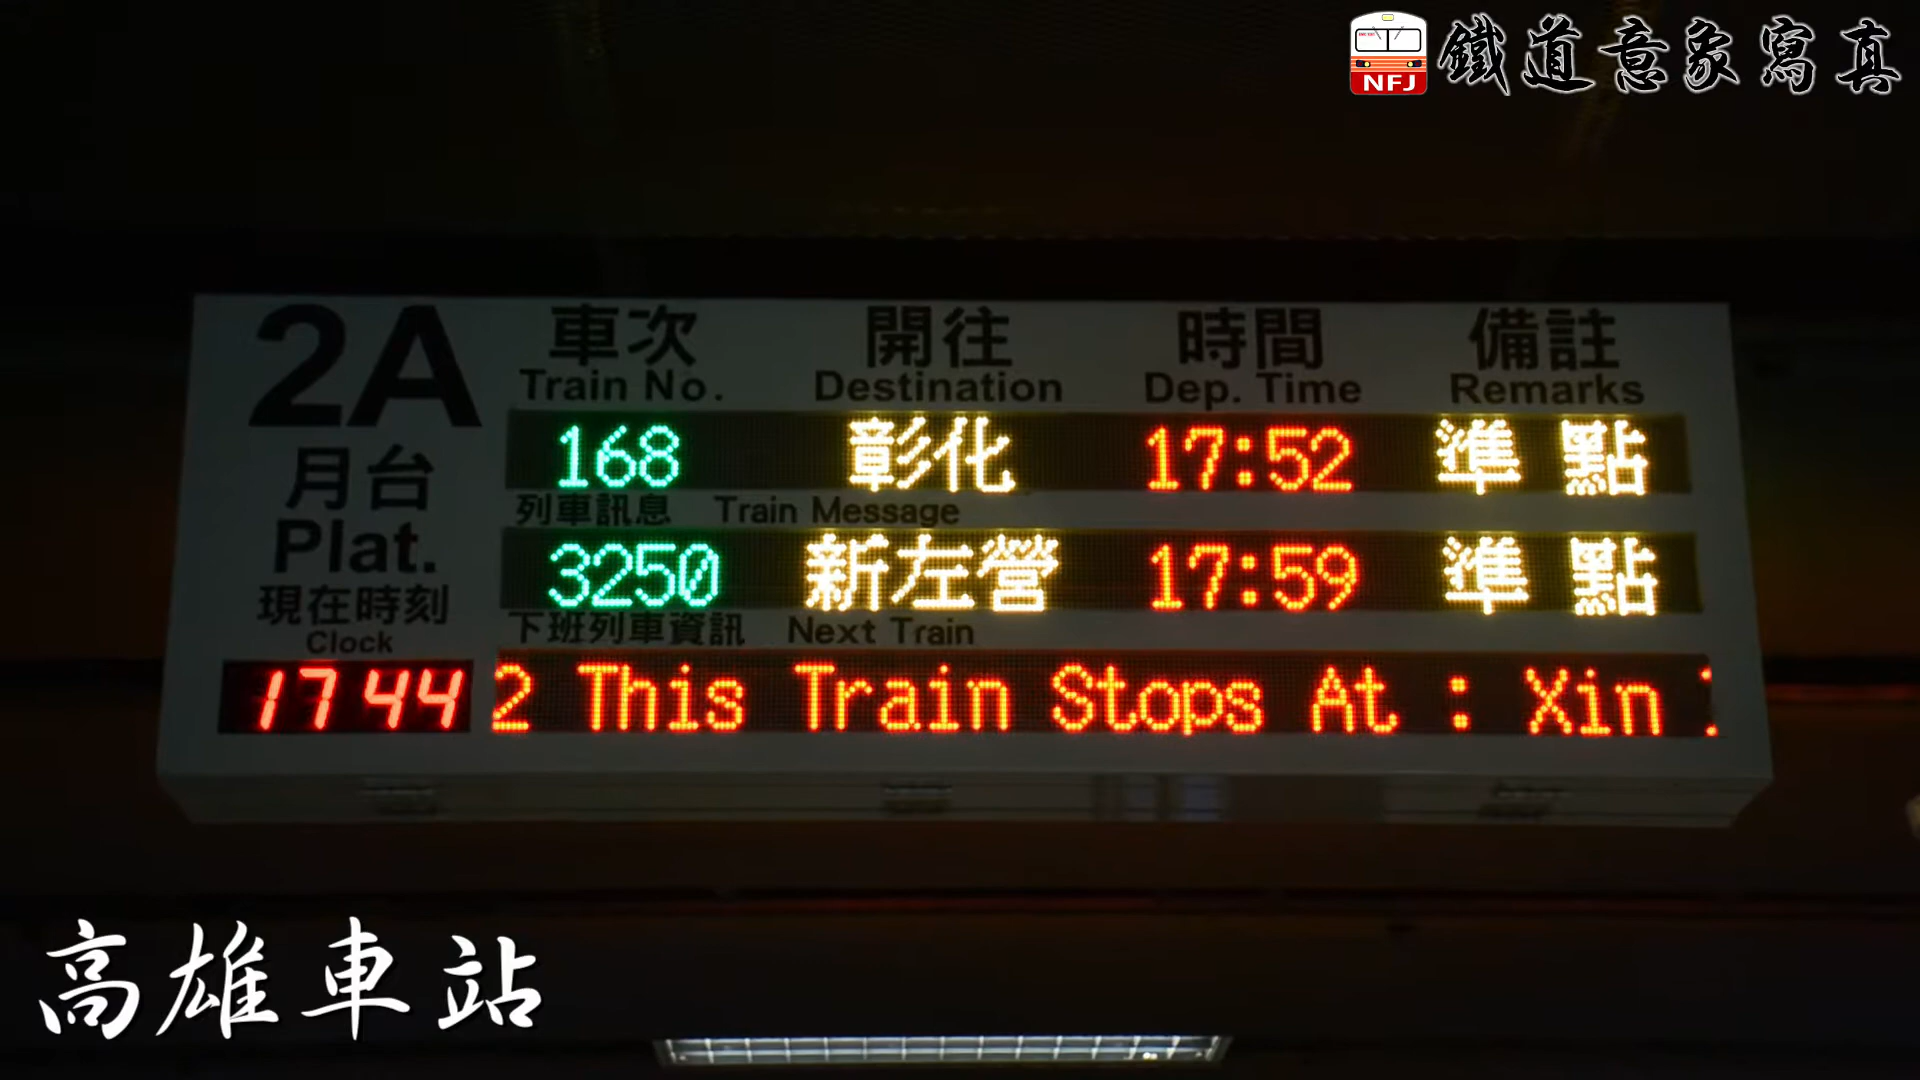 NFJ 鐵道意象寫真
2A 車次 開往 時間 備註
Train No. Destination Dep. Time Remarks
168 彰化 17:52 準點
月台 列車訊息 Train Message
Plat. 3250 新左營 17:59 準點
現在時刻 下班列車資訊 Next Train
Clock
1744 2 This Train Stops At : Xin
高雄車站